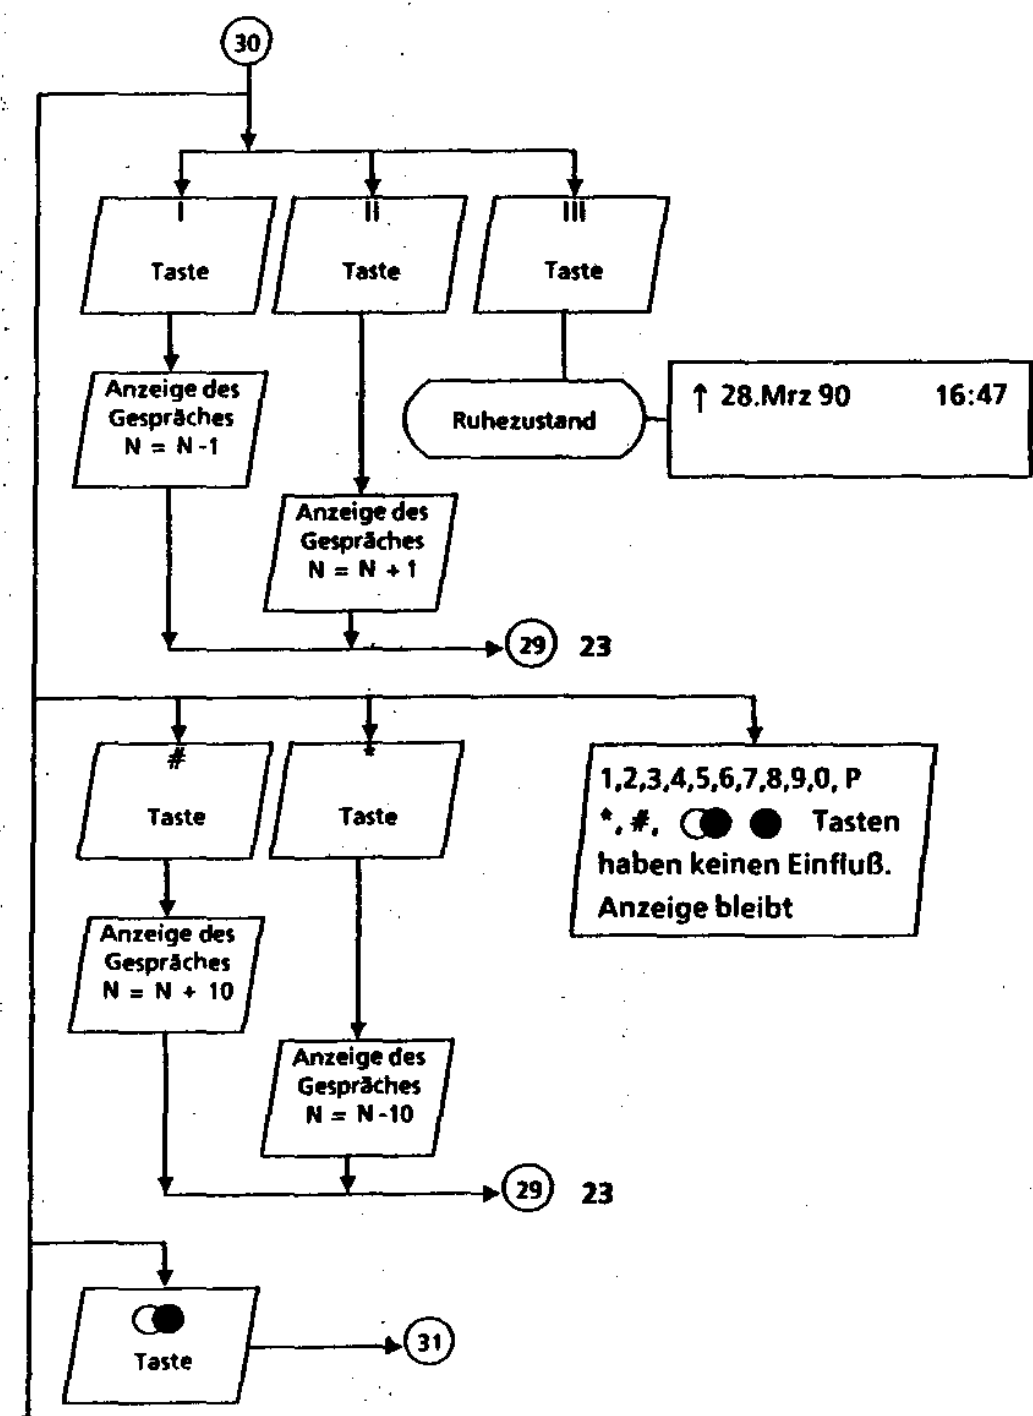 30
I
Taste
II
Taste
III
Taste
Anzeige des
Gespräches
N = N -1
Ruhezustand
↑ 28.Mrz 90 16:47
Anzeige des
Gespräches
N = N + 1
29 23
#
Taste
*
Taste
1,2,3,4,5,6,7,8,9,0, P
*, #, Tasten
haben keinen Einfluß.
Anzeige bleibt
Anzeige des
Gespräches
N = N + 10
Anzeige des
Gespräches
N = N -10
29 23
Taste
31